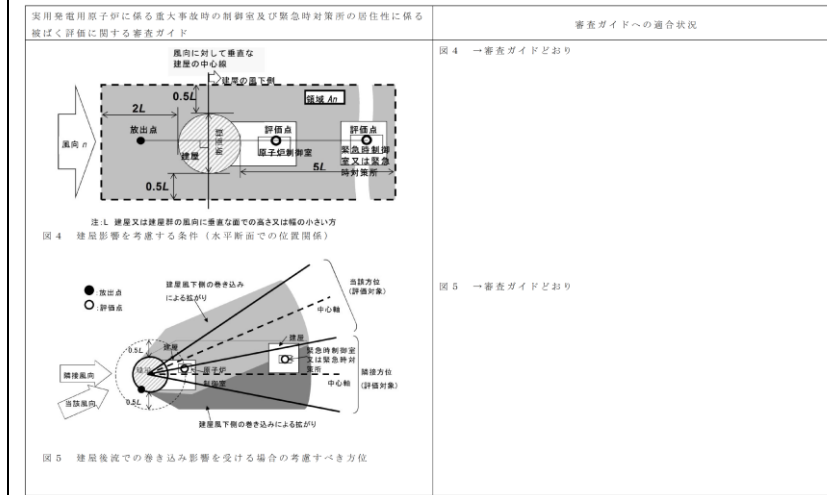 実用発電用原子炉に係る重大事故時の制御室及び緊急時対策所の居住性に係る
被ばく評価に関する審査ガイド
審査ガイドへの適合状況
風向に対して垂直な
建屋の中心線
建屋の風下側
0.5L
2L
領域 An
放出点
評価点
評価点
風向 n
建屋
原子炉制御室
緊急時制御
室又は緊急
時対策所
5L
0.5L
注:L 建屋又は建屋群の風向に垂直な面での高さ又は幅の小さい方
図4 建屋影響を考慮する条件（水平断面での位置関係）
図4 →審査ガイドどおり
建屋風下側の巻き込み
による拡がり
当該方位
(評価対象)
放出点
:評価点
中心軸
0.5L
建屋
建屋
緊急時制御室
又は緊急時対
策所
隣接方位
(評価対象)
建屋
原子炉
制御室
隣接風向
中心軸
当該風向
0.5L
建屋風下側の巻き込みによる拡がり
図5 建屋後流での巻き込み影響を受ける場合の考慮すべき方位
図5 →審査ガイドどおり